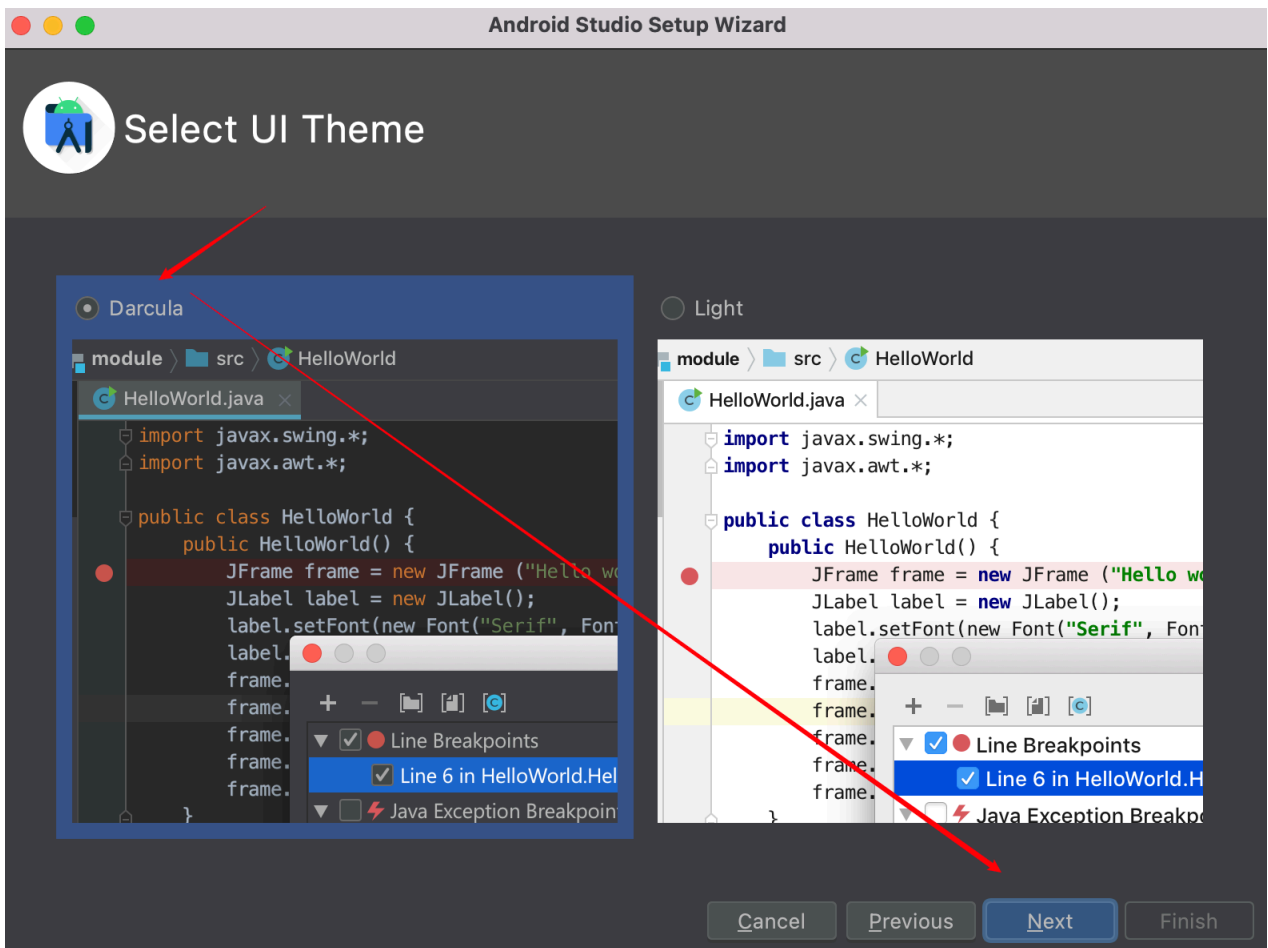 Android Studio Setup Wizard
Select UI Theme
Darcula
module src HelloWorld
HelloWorld.java
import javax.swing.*;
import javax.awt.*;
public class HelloWorld {
public HelloWorld() {
JFrame frame = new JFrame ("Hello wo
JLabel label = new JLabel();
label.setFont(new Font("Serif", Font
label.
frame.
frame.
frame.
frame.
frame.
}
Line Breakpoints
Line 6 in HelloWorld.Hel
Java Exception Breakpoin
Light
module src HelloWorld
HelloWorld.java
import javax.swing.*;
import javax.awt.*;
public class HelloWorld {
public HelloWorld() {
JFrame frame = new JFrame ("Hello wo
JLabel label = new JLabel();
label.setFont(new Font("Serif", Font
label.
frame.
frame.
frame.
frame.
frame.
}
Line Breakpoints
Line 6 in HelloWorld.H
Java Exception Breakpo
Cancel Previous Next Finish